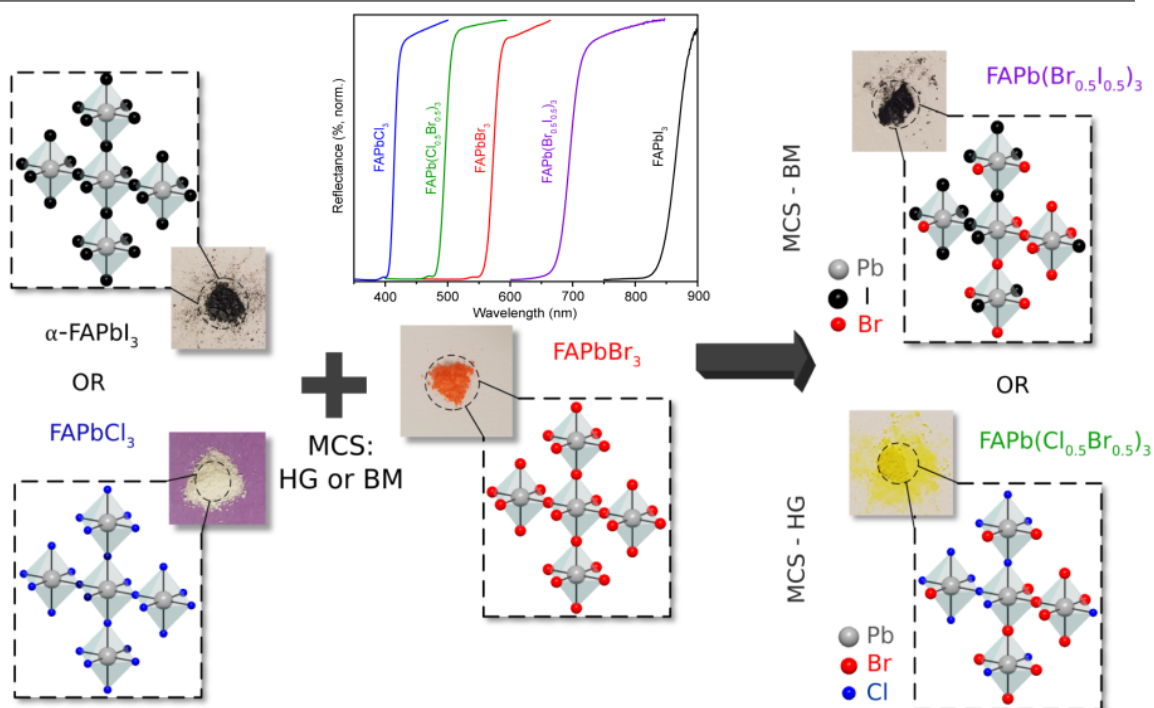 Reflectance (%, norm.)
FAPbCl₃
FAPb(Cl₀.₅Br₀.₅)₃
FAPbBr₃
FAPb(Br₀.₅I₀.₅)₃
FAPbI₃
400 500 600 700 800 900
Wavelength (nm)
α-FAPbI₃
OR
FAPbCl₃
MCS:
HG or BM
FAPbBr₃
MCS - BM
FAPb(Br₀.₅I₀.₅)₃
Pb
I
Br
OR
MCS - HG
FAPb(Cl₀.₅Br₀.₅)₃
Pb
Br
Cl